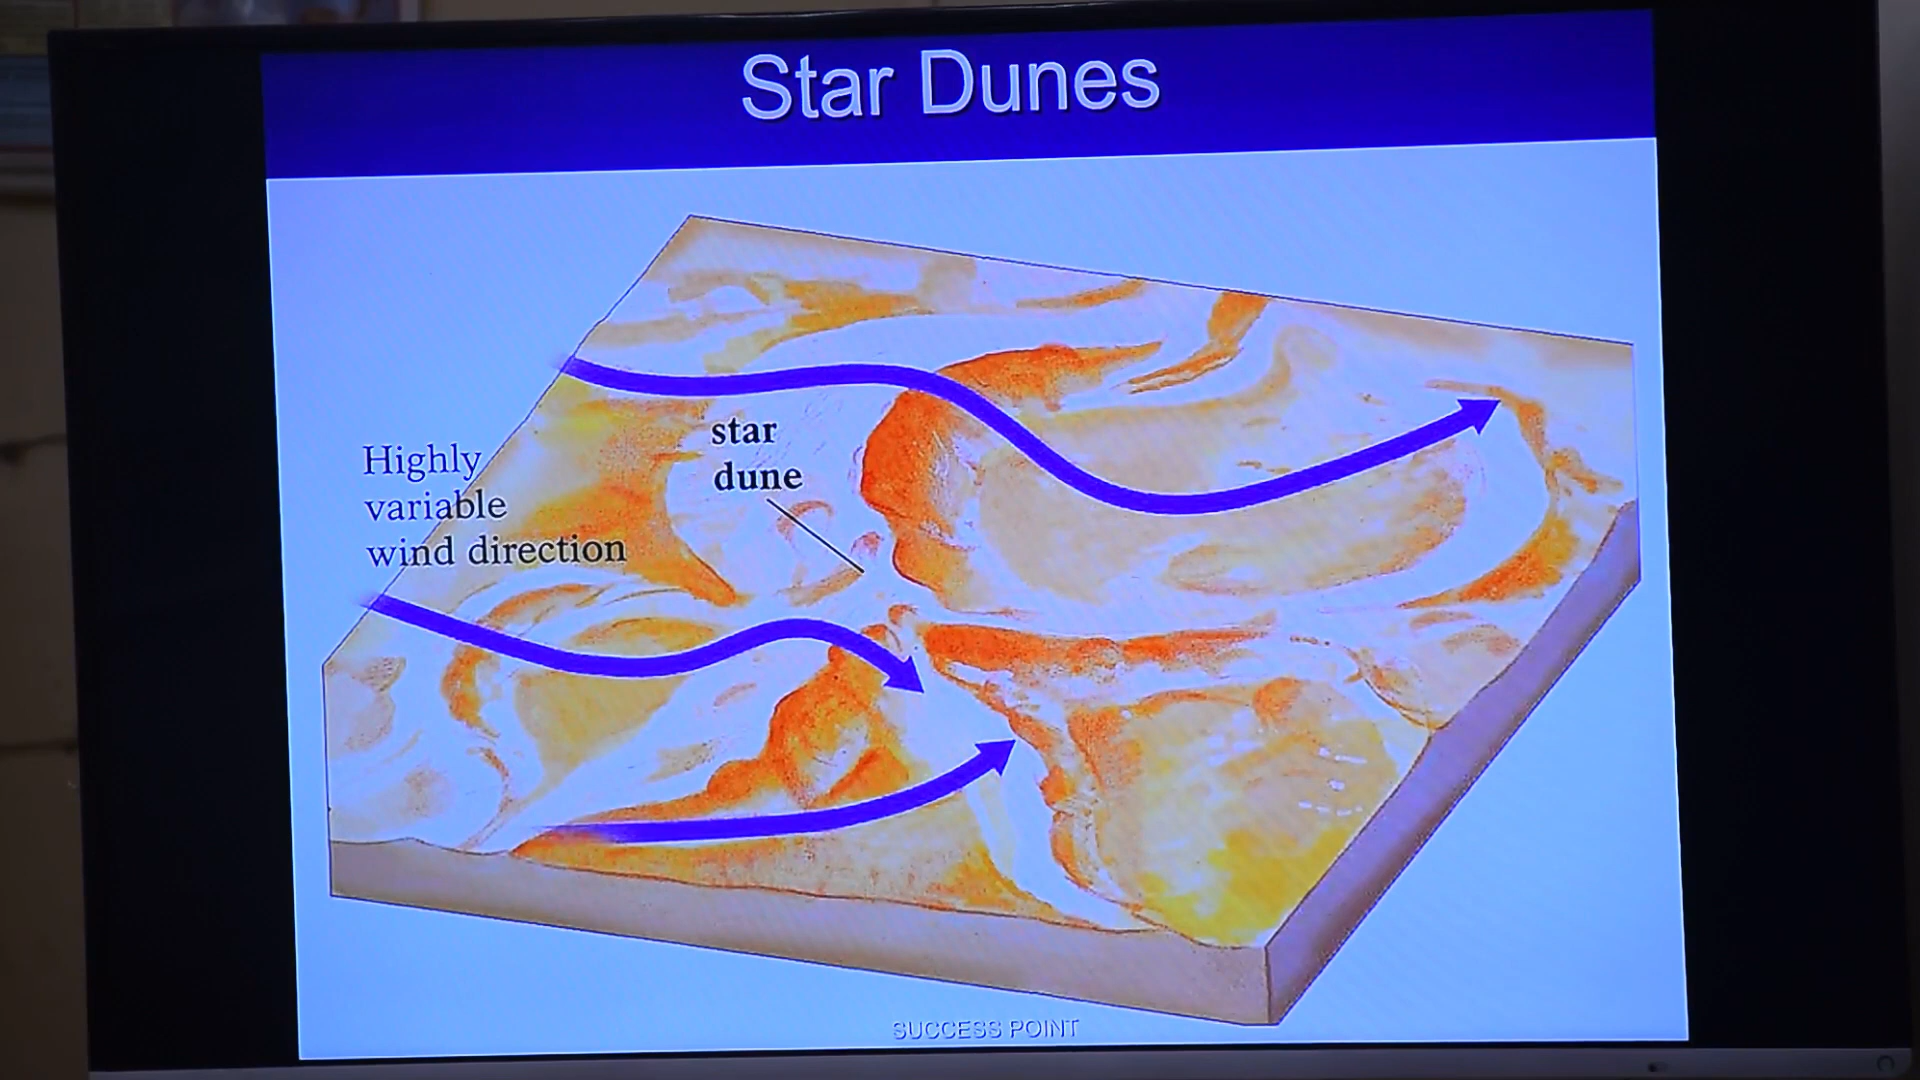 Star Dunes
star
dune
Highly
variable
wind direction
SUCCESS POINT